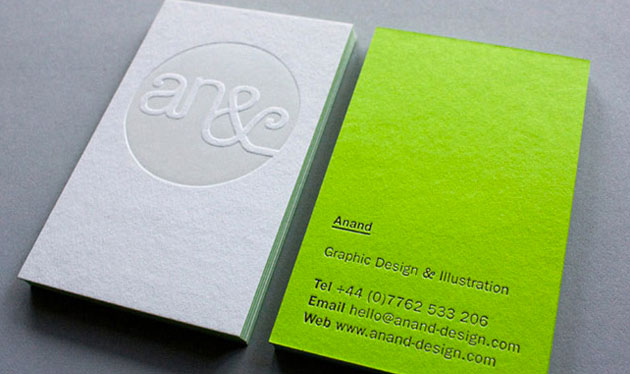 an&
Anand
Graphic Design & Illustration
Tel +44 (0)7762 533 206
Email hello@anand-design.com
Web www.anand-design.com